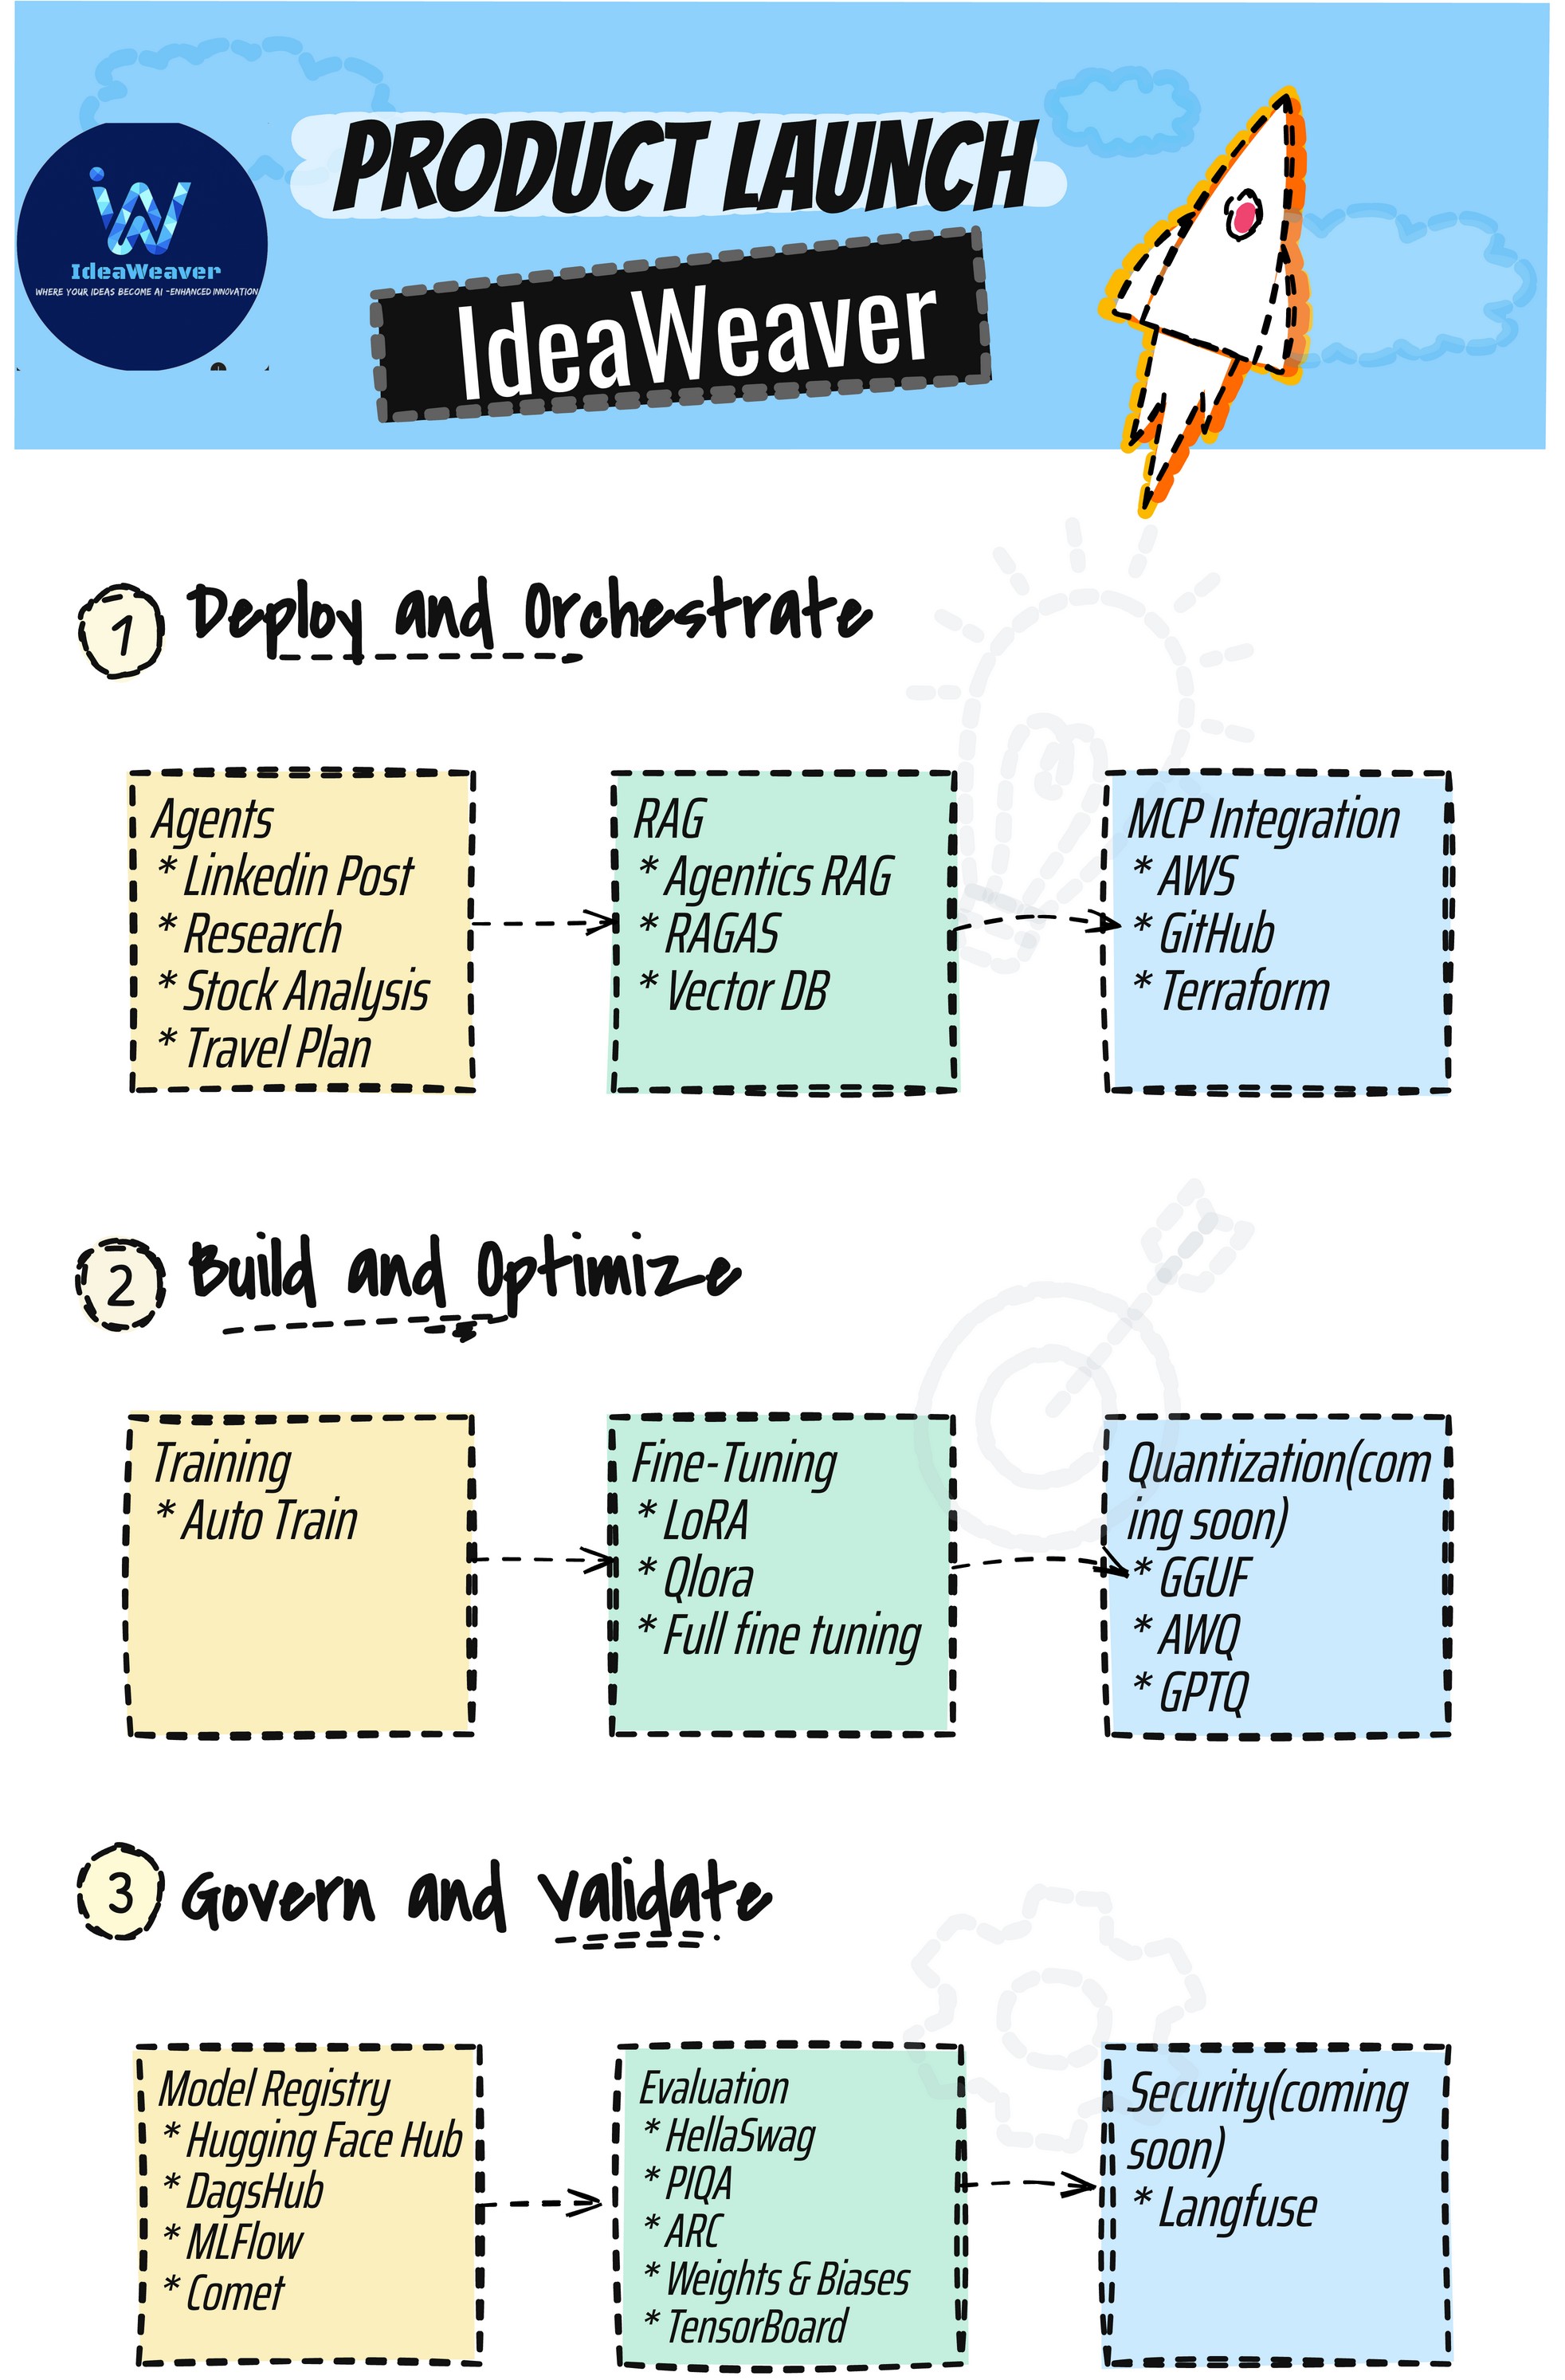 PRODUCT LAUNCH
IdeaWeaver
WHERE YOUR IDEAS BECOME AI -ENHANCED INNOVATION
IdeaWeaver
1 Deploy and Orchestrate
Agents
* Linkedin Post
* Research
* Stock Analysis
* Travel Plan
RAG
* Agentics RAG
* RAGAS
* Vector DB
MCP Integration
* AWS
* GitHub
* Terraform
2 Build and Optimize
Training
* Auto Train
Fine-Tuning
* LoRA
* Qlora
* Full fine tuning
Quantization(com
ing soon)
* GGUF
* AWQ
* GPTQ
3 Govern and Validate
Model Registry
* Hugging Face Hub
* DagsHub
* MLFlow
* Comet
Evaluation
* HellaSwag
* PIQA
* ARC
* Weights & Biases
* TensorBoard
Security(coming
soon)
* Langfuse